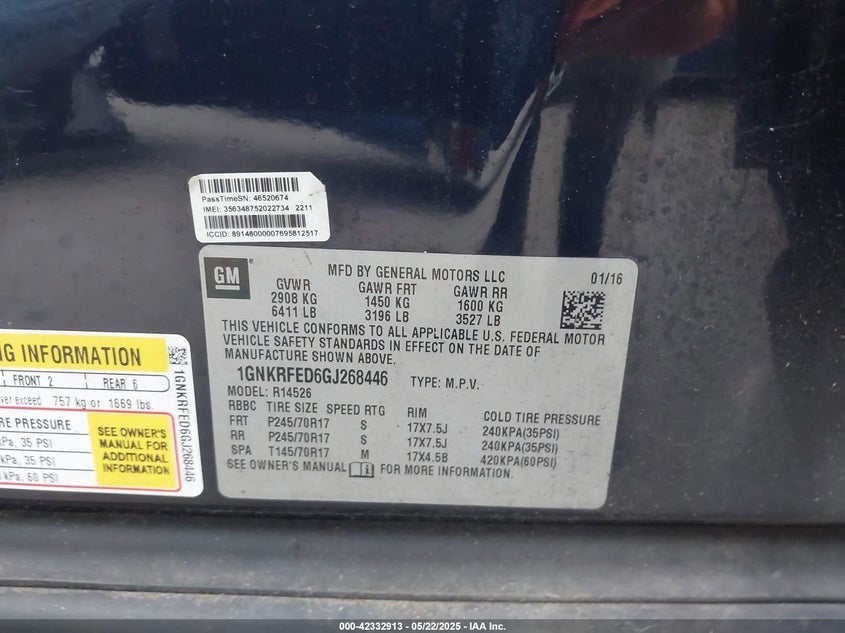 PassTimeSN: 46520674
IMEI: 356348752022734 2211
ICCID: 89148000007695812517
GM
MFD BY GENERAL MOTORS LLC 01/16
GVWR GAWR FRT GAWR RR
2908 KG 1450 KG 1600 KG
6411 LB 3196 LB 3527 LB
THIS VEHICLE CONFORMS TO ALL APPLICABLE U.S. FEDERAL MOTOR
VEHICLE SAFETY STANDARDS IN EFFECT ON THE DATE OF
MANUFACTURE SHOWN ABOVE.
1GNKRFED6GJ268446 TYPE: M.P.V.
MODEL: R14526
RBBC TIRE SIZE SPEED RTG RIM COLD TIRE PRESSURE
FRT P245/70R17 S 17X7.5J 240KPA(35PSI)
RR P245/70R17 S 17X7.5J 240KPA(35PSI)
SPA T145/70R17 M 17X4.5B 420KPA(60PSI)
SEE OWNER'S MANUAL FOR MORE INFORMATION.
INFORMATION
FRONT 2 REAR 6
exceed 757 kg or 1669 lbs.
PRESSURE
kPa, 35 PSI
kPa, 35 PSI
kPa, 60 PSI
SEE OWNER'S
MANUAL FOR
ADDITIONAL
INFORMATION
1GNKRFED6GJ268446
000-42332913 - 05/22/2025 - IAA Inc.